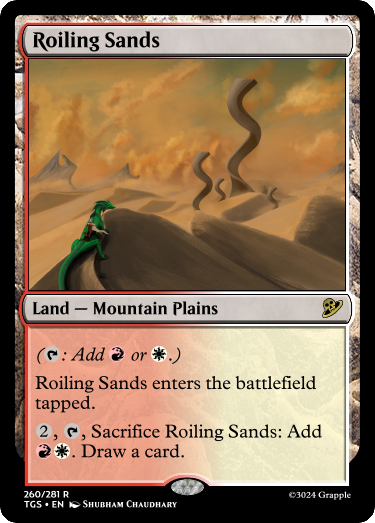 Roiling Sands
Land — Mountain Plains
(: Add or .)
Roiling Sands enters the battlefield
tapped.
2, , Sacrifice Roiling Sands: Add
. Draw a card.
260/281 R
TGS • EN Shubham Chaudhary
©3024 Grapple